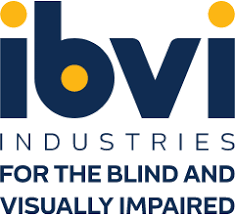 ibvi
INDUSTRIES
FOR THE BLIND AND
VISUALLY IMPAIRED